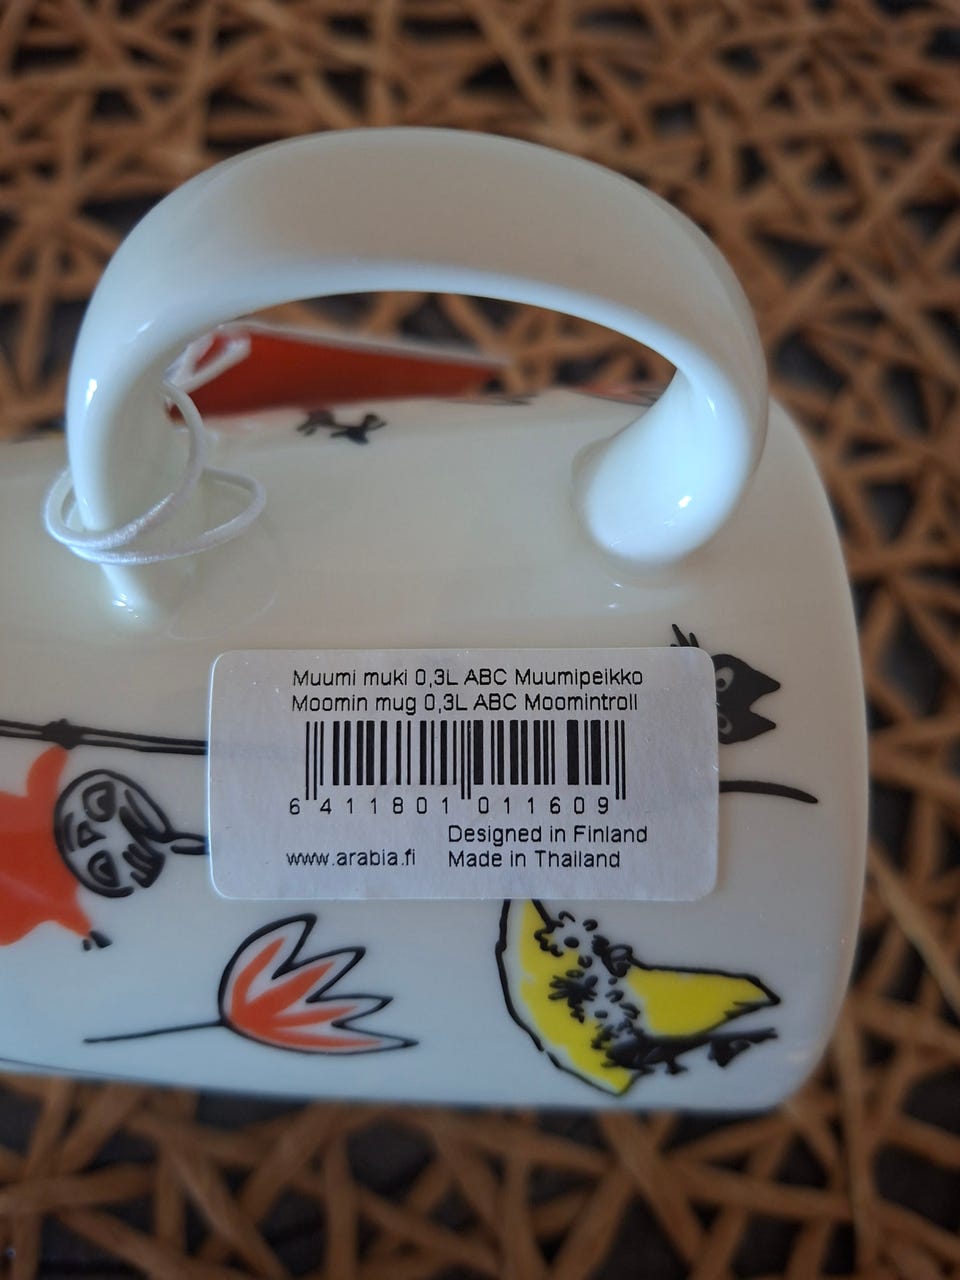 Muumi muki 0,3L ABC Muumipeikko
Moomin mug 0,3L ABC Moomintroll
6 411801 011609
Designed in Finland
www.arabia.fi Made in Thailand